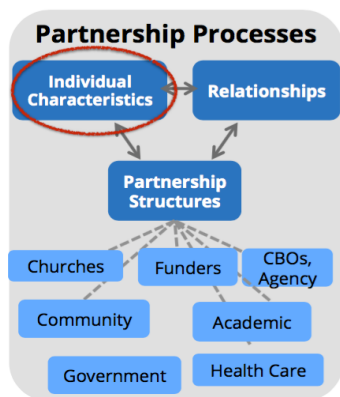 Partnership Processes
Individual
Characteristics
Relationships
Partnership
Structures
Churches
Funders
CBOs,
Agency
Community
Academic
Government
Health Care